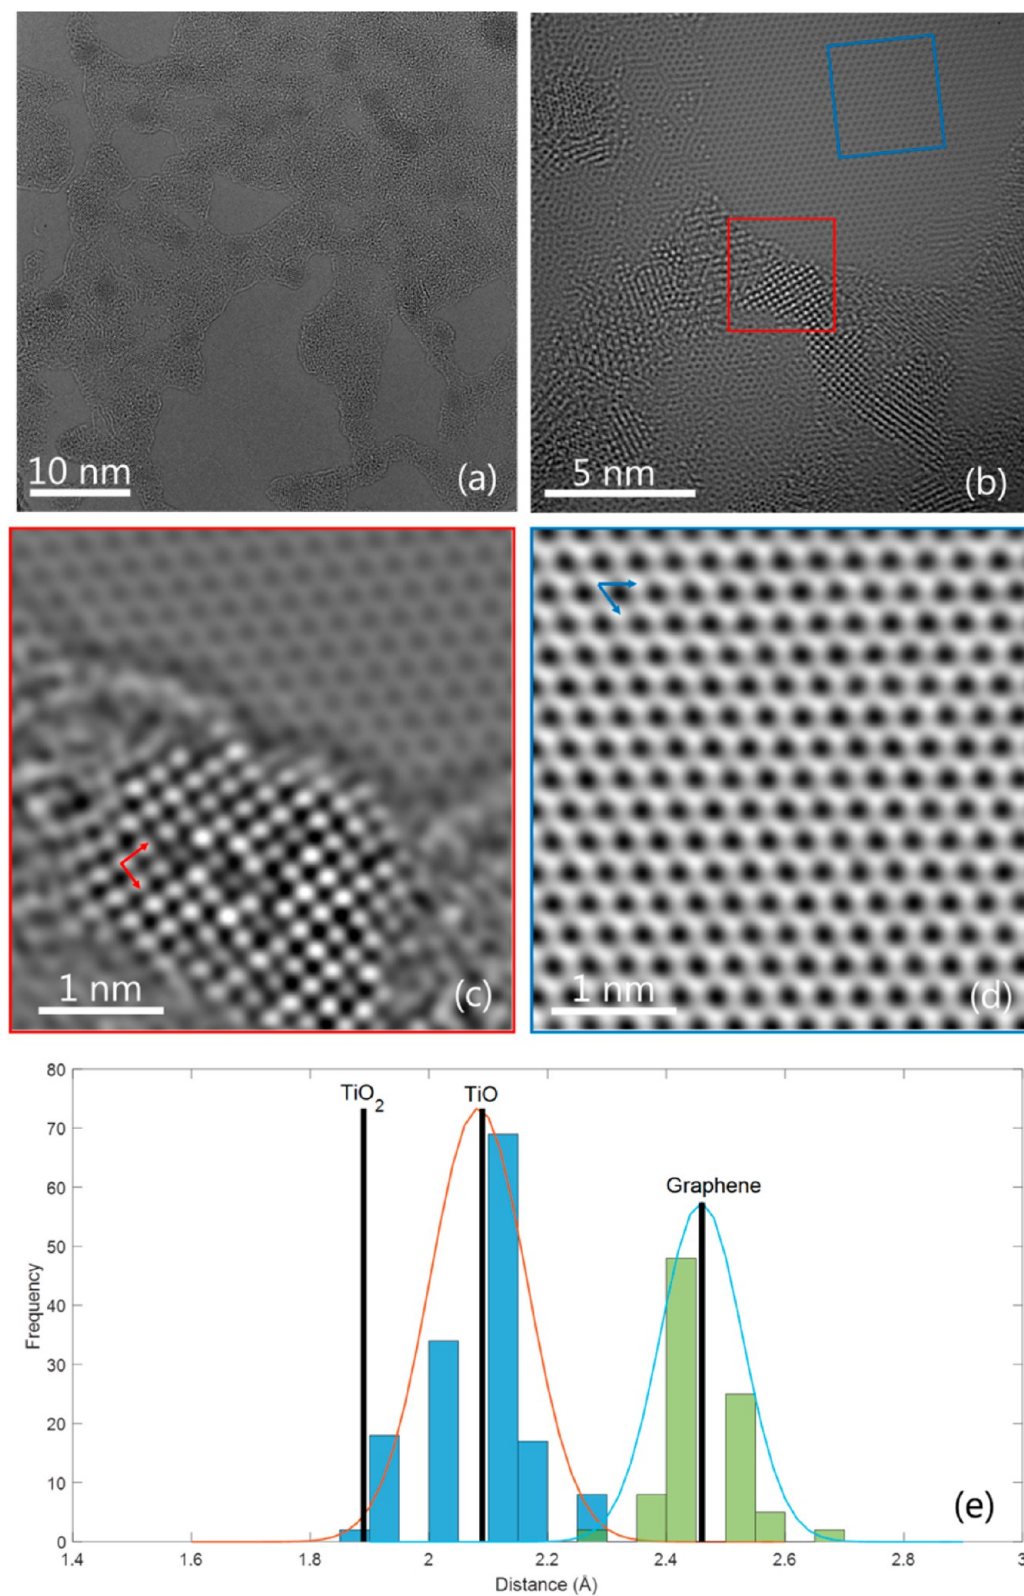 10 nm
(a)
5 nm
(b)
1 nm
(c)
1 nm
(d)
80
70
60
50
40
30
20
10
0
Frequency
TiO2
TiO
Graphene
(e)
1.4 1.6 1.8 2 2.2 2.4 2.6 2.8 3
Distance (Å)